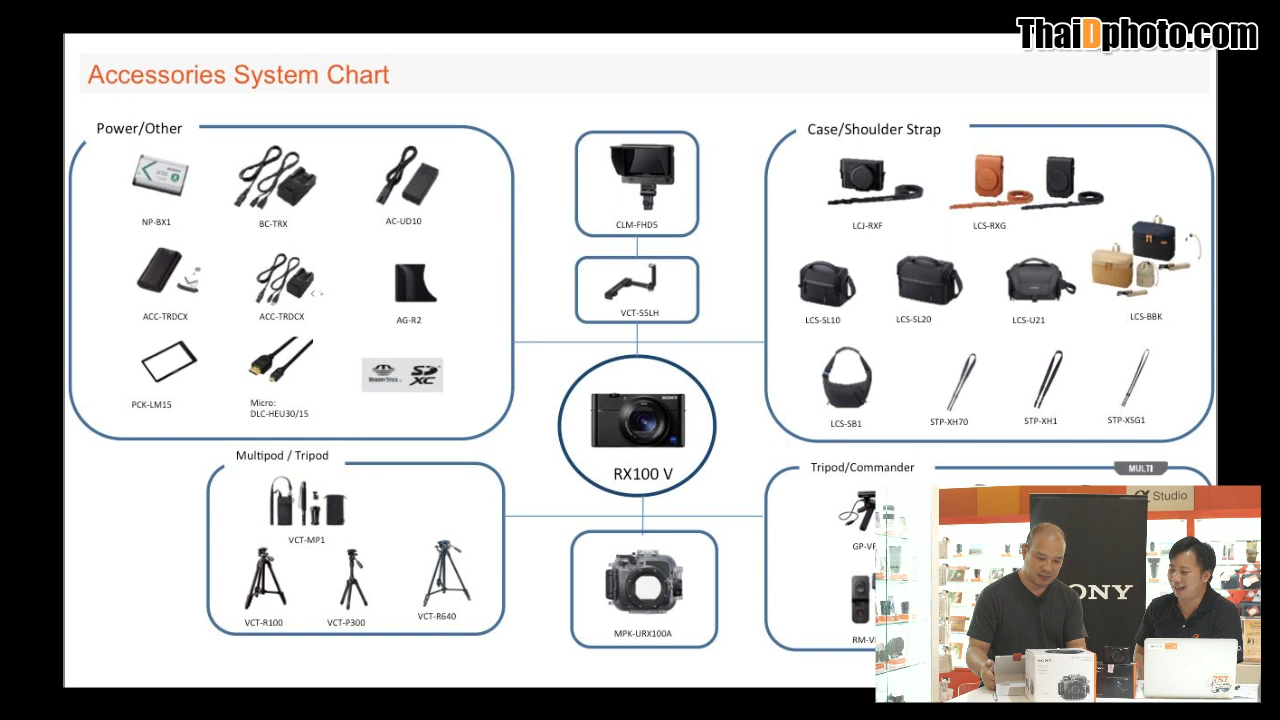 ThaiDphoto.com
Accessories System Chart
Power/Other
NP-BX1
BC-TRX
AC-UD10
ACC-TRDCX
ACC-TRDCX
AG-R2
PCK-LM15
Micro:
DLC-HEU30/15
MEMORY STICK
SD
XC
CLM-FHD5
VCT-55LH
SONY
RX100 V
MPK-URX100A
Case/Shoulder Strap
LCJ-RXF
LCS-RXG
LCS-SL10
LCS-SL20
LCS-U21
LCS-BBK
LCS-SB1
STP-XH70
STP-XH1
STP-XSG1
Multipod / Tripod
VCT-MP1
VCT-R100
VCT-P300
VCT-R640
Tripod/Commander
MULTI
α Studio
SONY